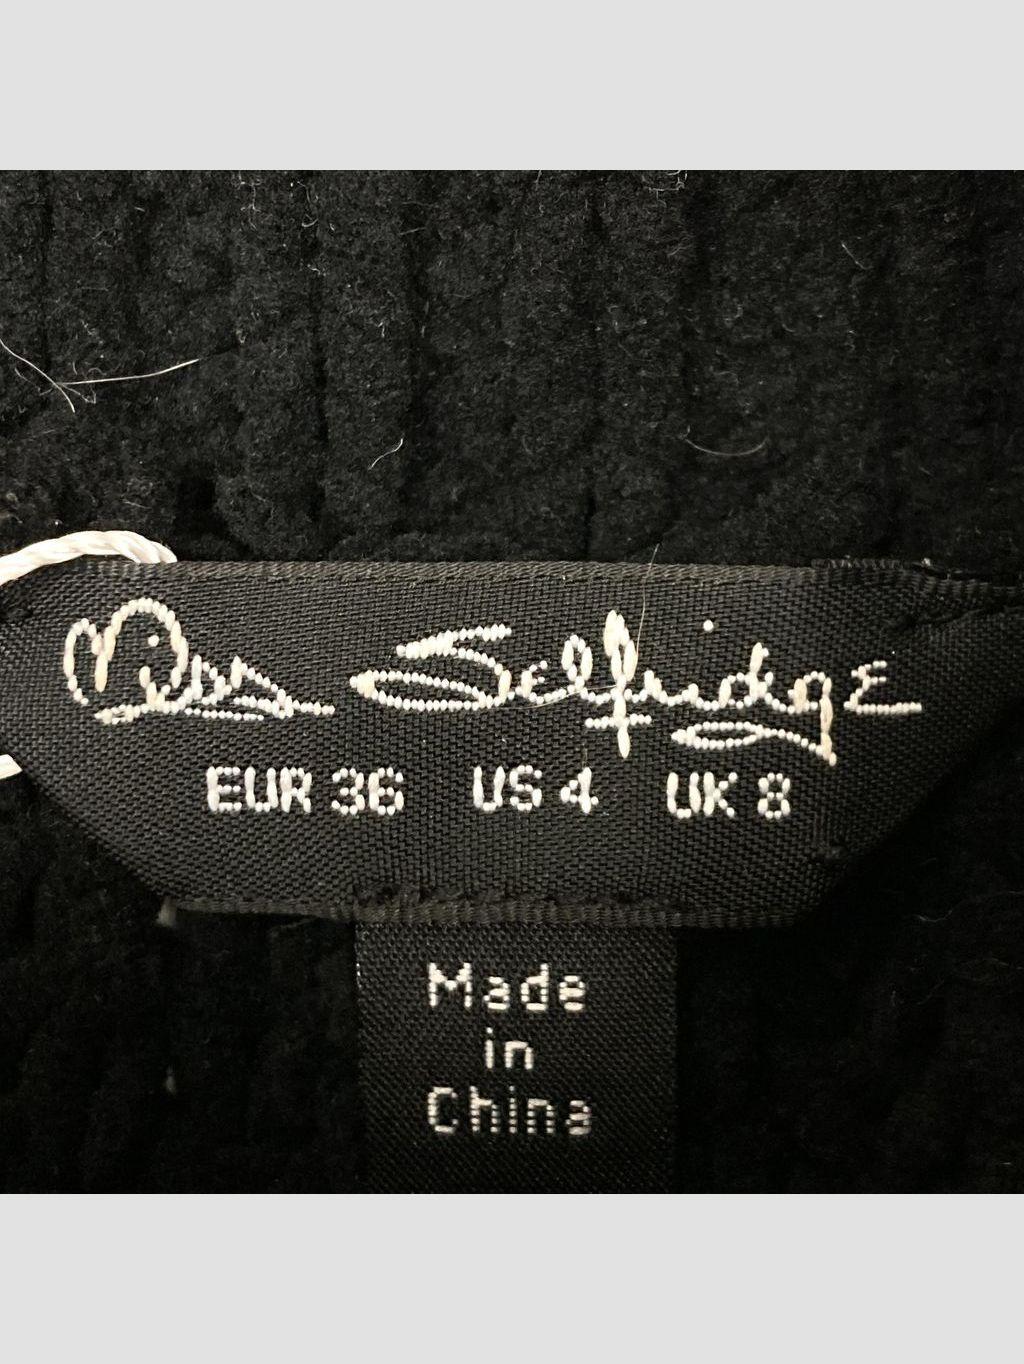 Miss Selfridge
EUR 36 US 4 UK 8
Made
in
China